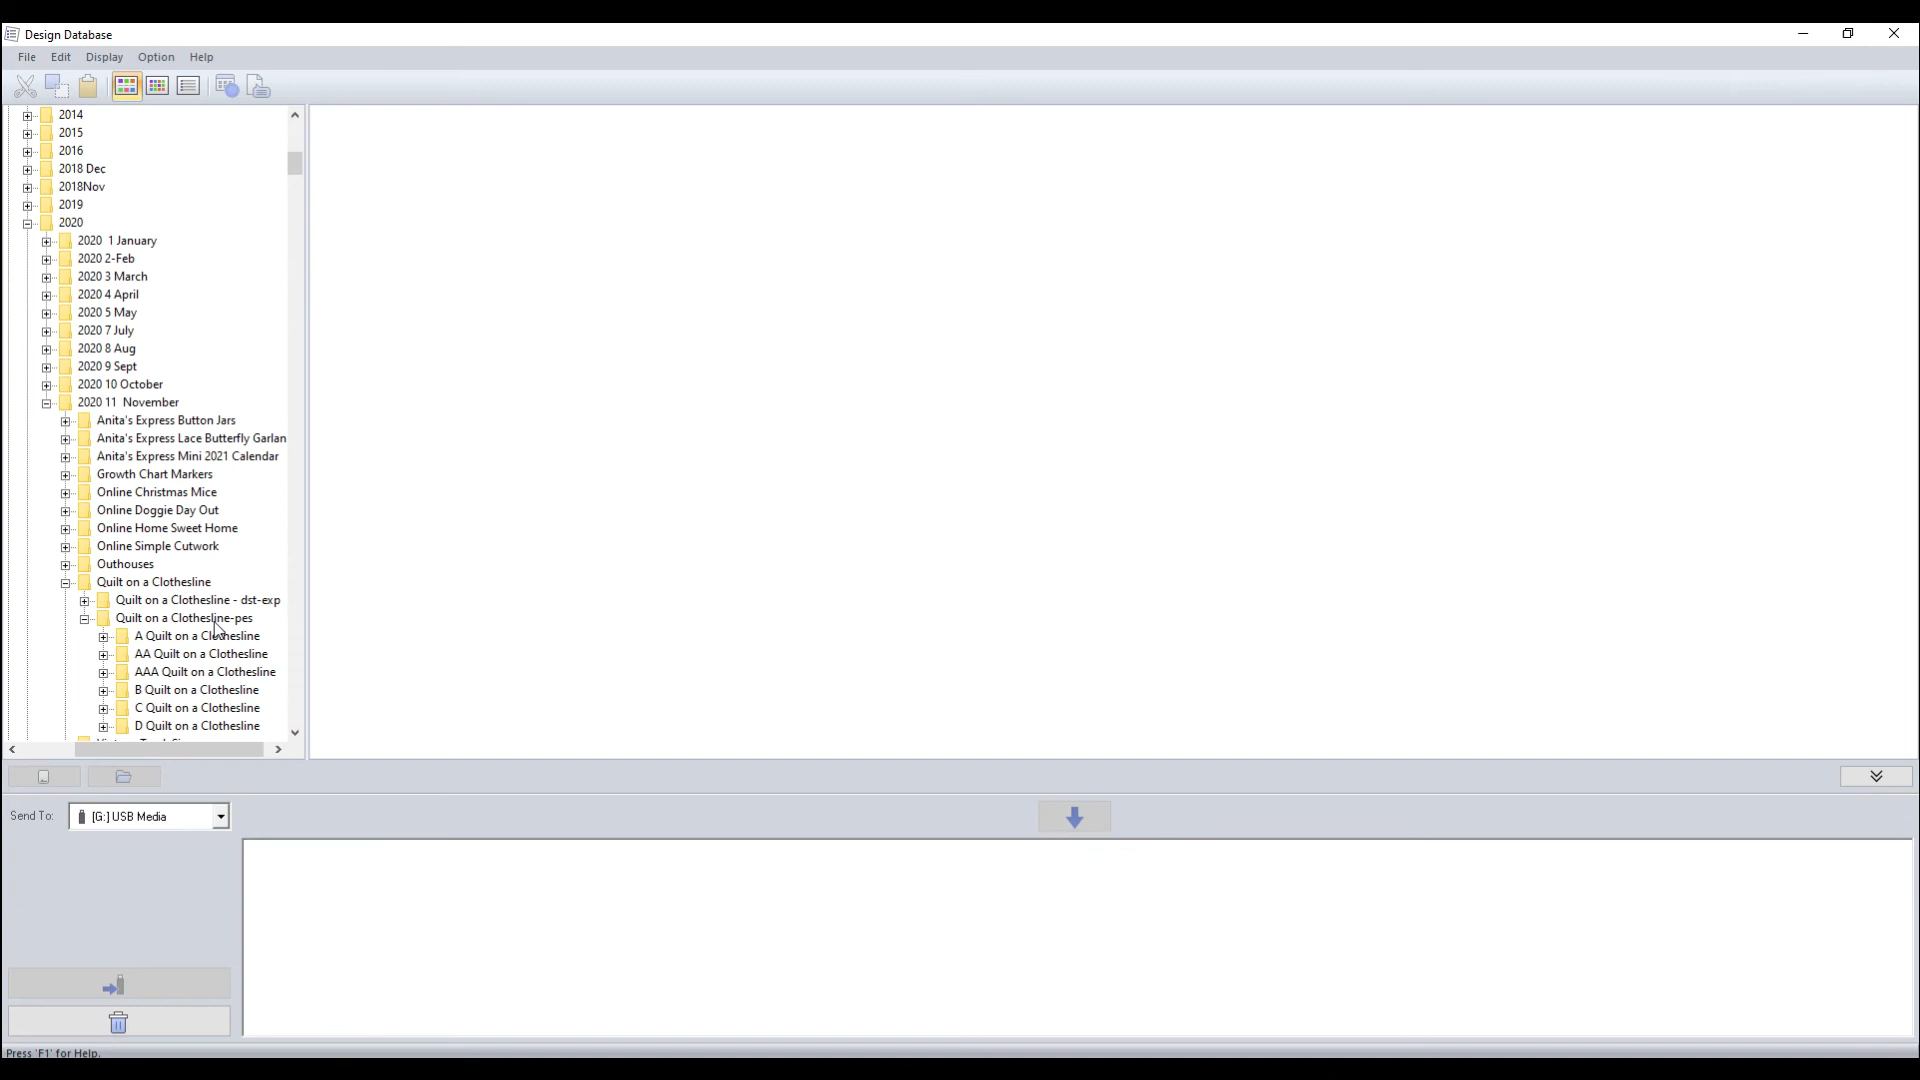 Design Database
File Edit Display Option Help
2014
2015
2016
2018 Dec
2018Nov
2019
2020
2020  1 January
2020 2-Feb
2020 3 March
2020 4 April
2020 5 May
2020 7 July
2020 8 Aug
2020 9 Sept
2020 10 October
2020 11  November
Anita's Express Button Jars
Anita's Express Lace Butterfly Garlan
Anita's Express Mini 2021 Calendar
Growth Chart Markers
Online Christmas Mice
Online Doggie Day Out
Online Home Sweet Home
Online Simple Cutwork
Outhouses
Quilt on a Clothesline
Quilt on a Clothesline - dst-exp
Quilt on a Clothesline-pes
A Quilt on a Clothesline
AA Quilt on a Clothesline
AAA Quilt on a Clothesline
B Quilt on a Clothesline
C Quilt on a Clothesline
D Quilt on a Clothesline
Send To: [G:] USB Media
Press 'F1' for Help.